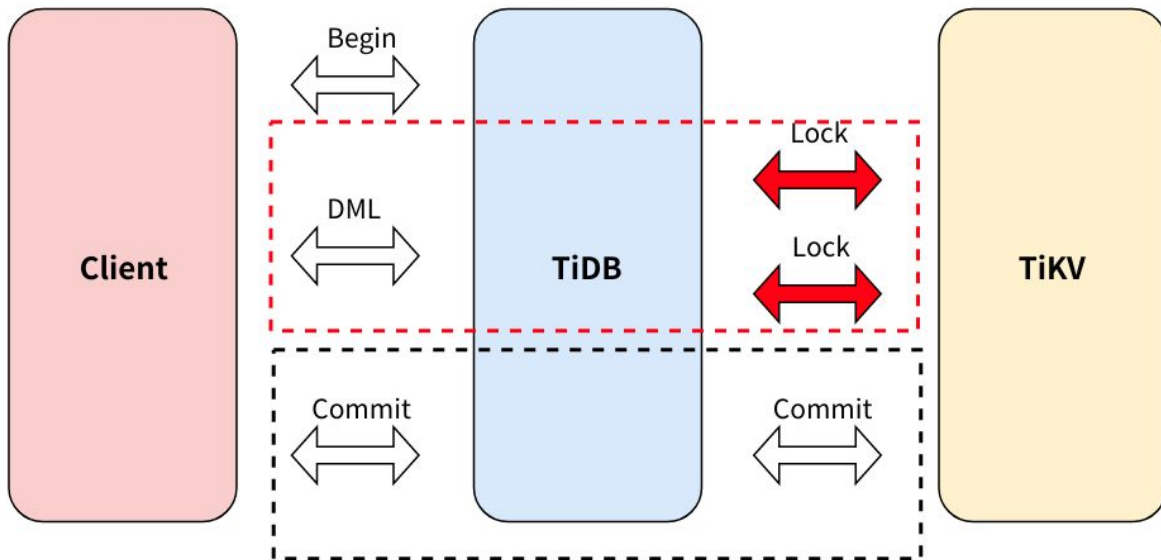 Begin
Lock
DML
Lock
Client
TiDB
TiKV
Commit
Commit